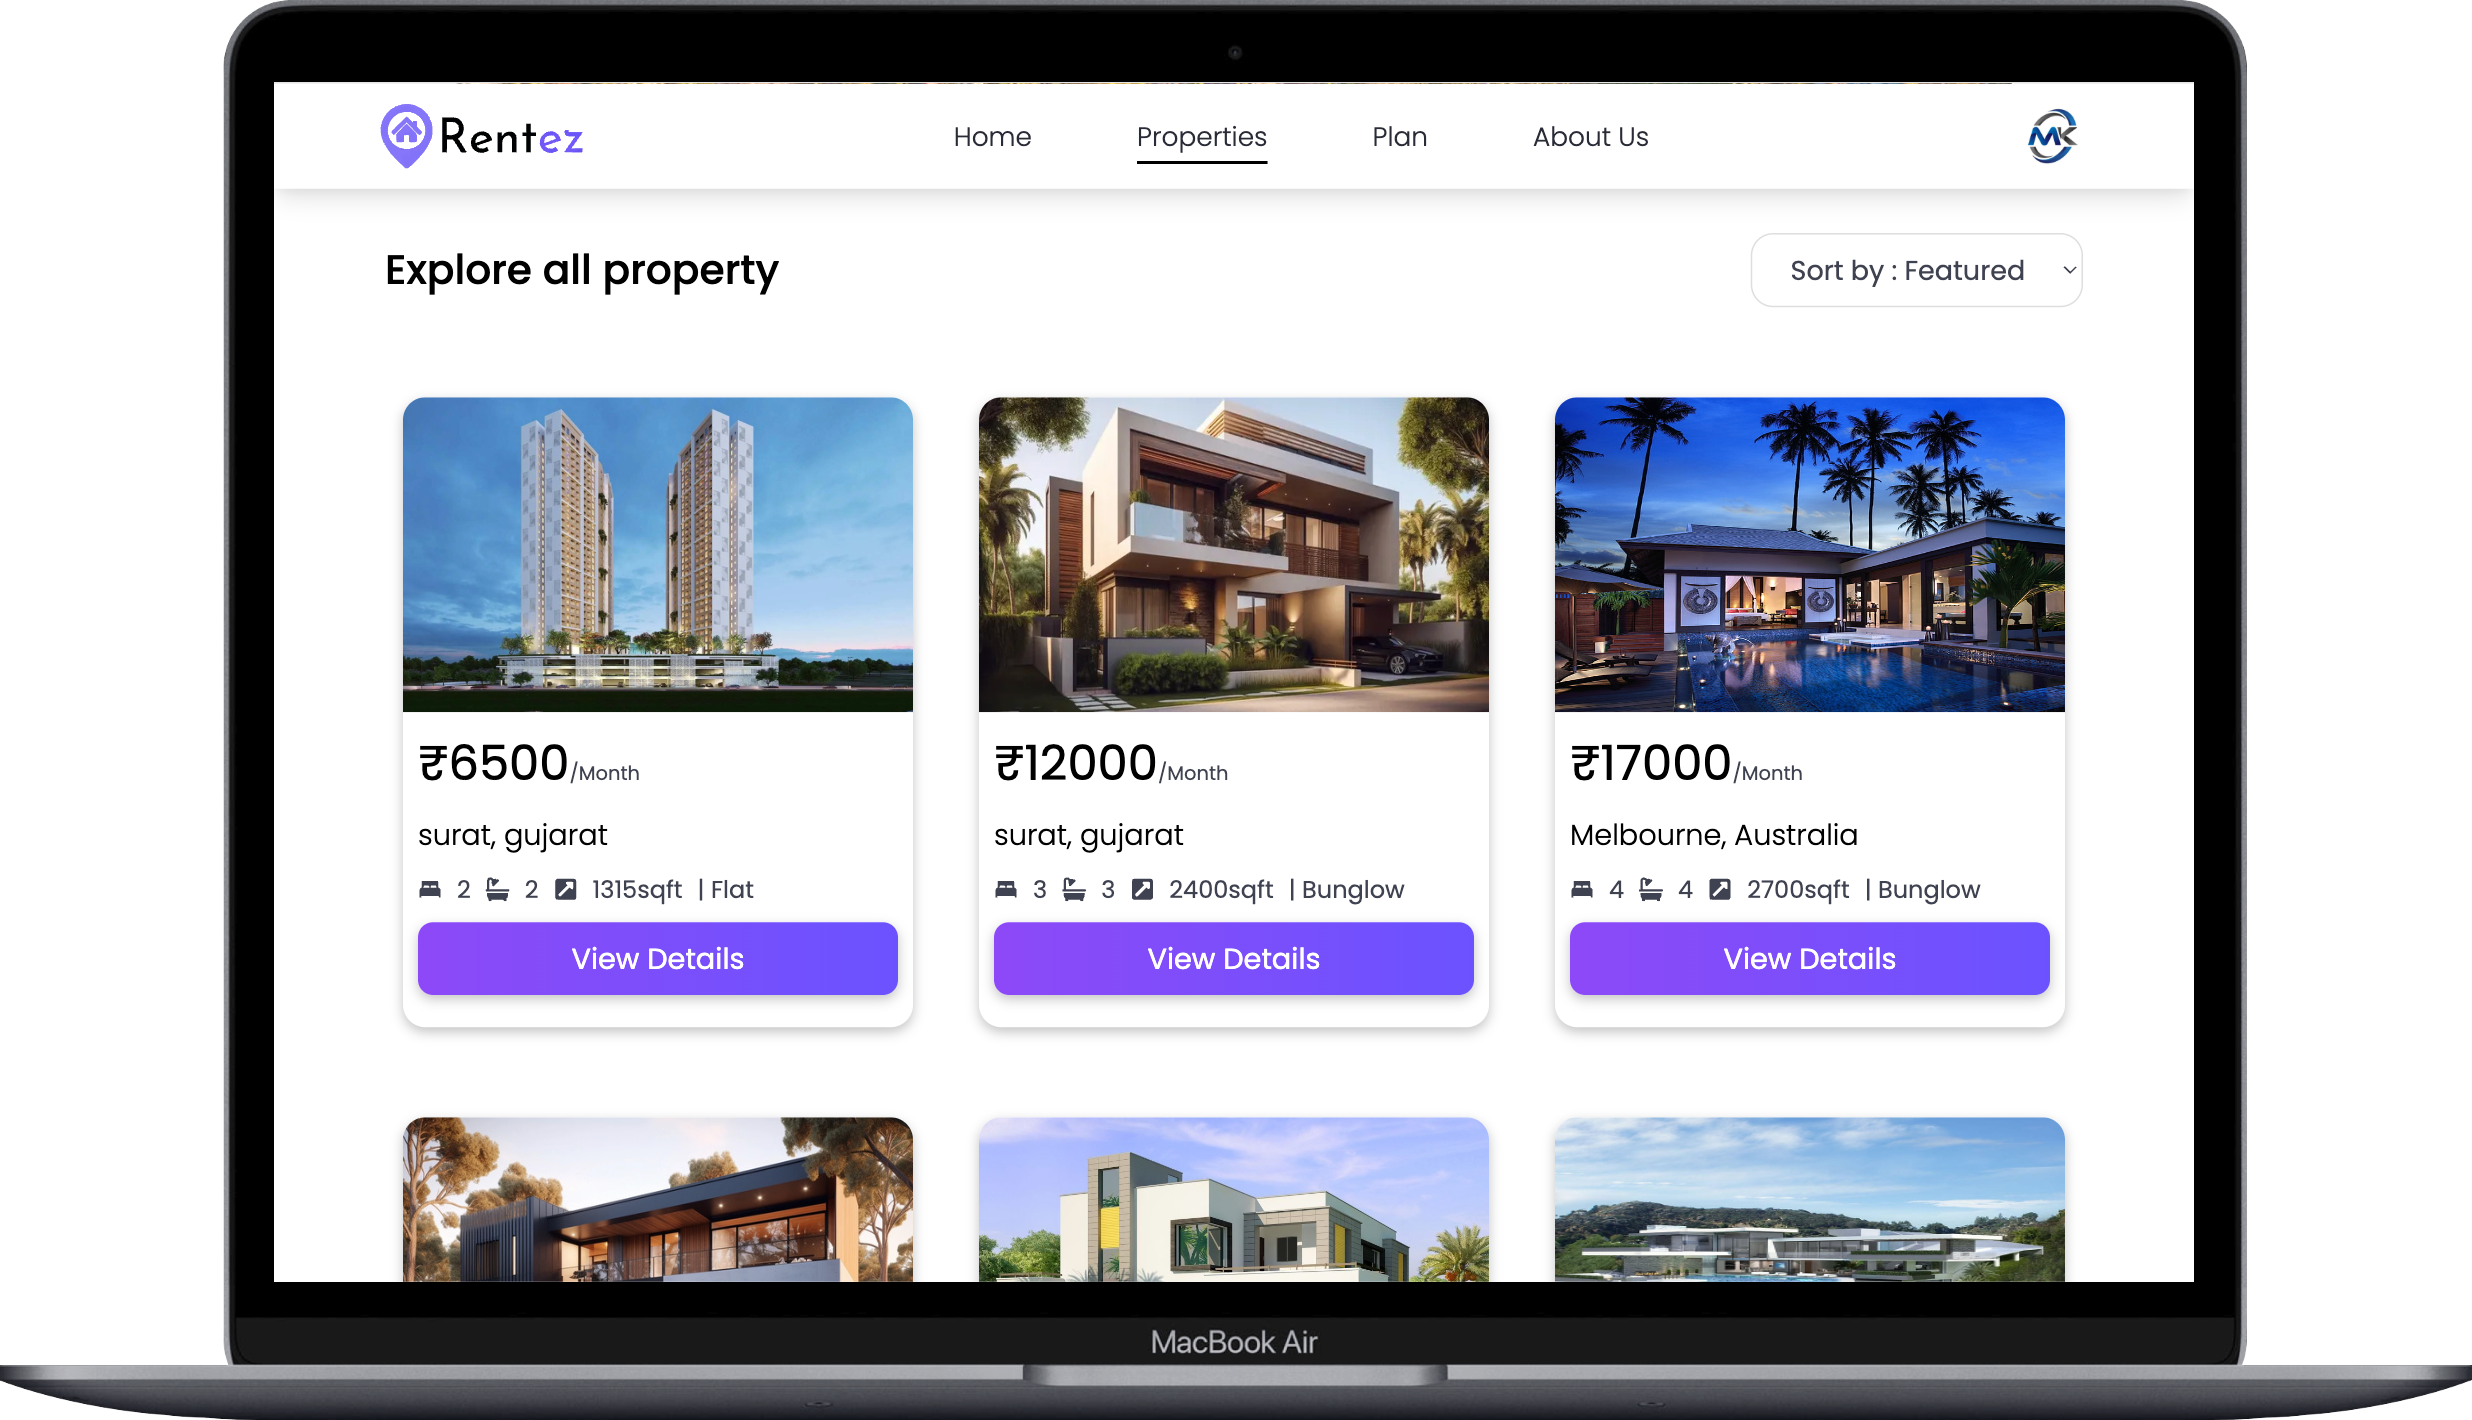 Rentez
Home
Properties
Plan
About Us
MK
Explore all property
Sort by : Featured
₹6500/Month
surat, gujarat
2 2 1315sqft | Flat
View Details
₹12000/Month
surat, gujarat
3 3 2400sqft | Bunglow
View Details
₹17000/Month
Melbourne, Australia
4 4 2700sqft | Bunglow
View Details
MacBook Air